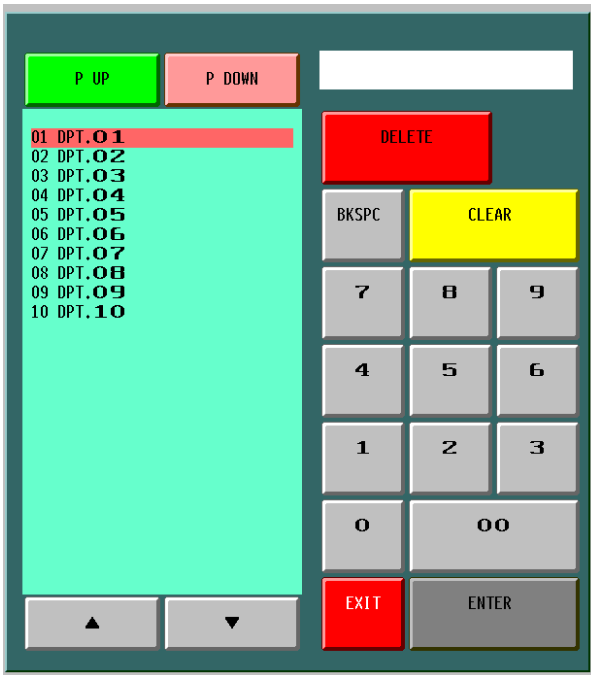 P UP P DOWN
01 DPT.01
02 DPT.02
03 DPT.03
04 DPT.04
05 DPT.05
06 DPT.06
07 DPT.07
08 DPT.08
09 DPT.09
10 DPT.10
▲ ▼
DELETE
BKSPC CLEAR
7 8 9
4 5 6
1 2 3
0 00
EXIT ENTER